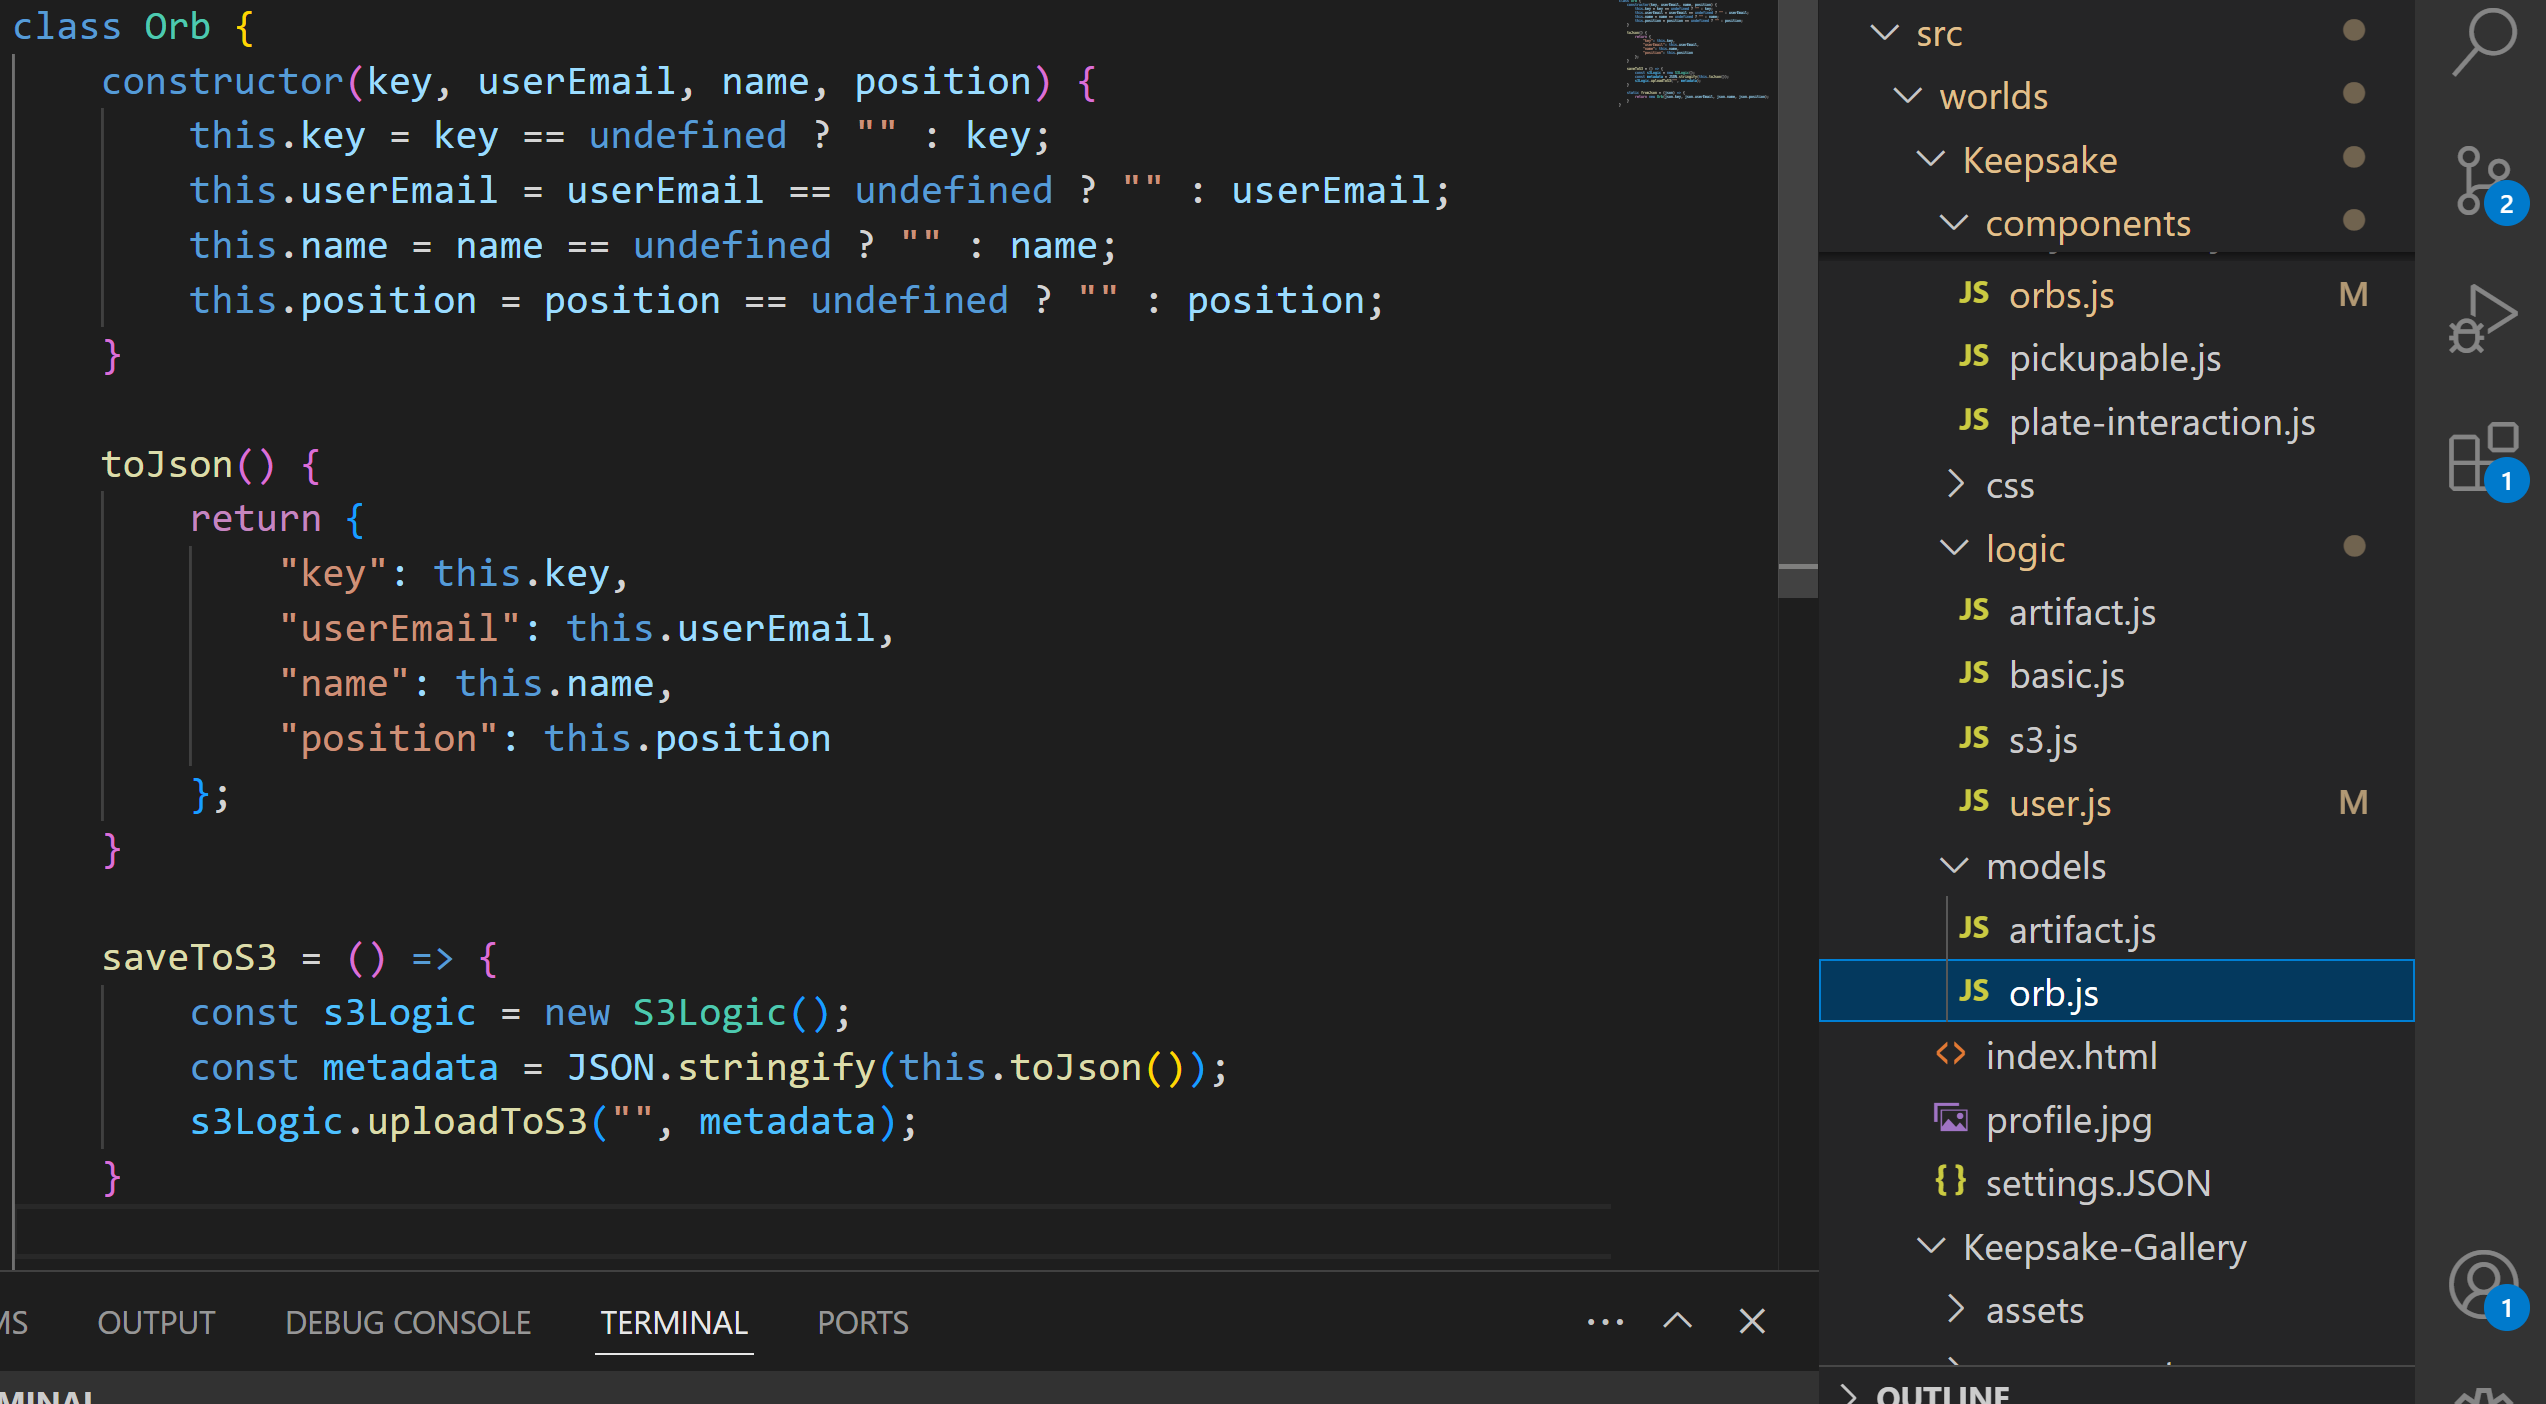 class Orb {
    constructor(key, userEmail, name, position) {
        this.key = key == undefined ? "" : key;
        this.userEmail = userEmail == undefined ? "" : userEmail;
        this.name = name == undefined ? "" : name;
        this.position = position == undefined ? "" : position;
    }
    toJson() {
        return {
            "key": this.key,
            "userEmail": this.userEmail,
            "name": this.name,
            "position": this.position
        };
    }
    saveToS3 = () => {
        const s3Logic = new S3Logic();
        const metadata = JSON.stringify(this.toJson());
        s3Logic.uploadToS3("", metadata);
    }
MS OUTPUT DEBUG CONSOLE TERMINAL PORTS
MINAL
src
worlds
Keepsake
components
JS orbs.js M
JS pickupable.js
JS plate-interaction.js
css
logic
JS artifact.js
JS basic.js
JS s3.js
JS user.js M
models
JS artifact.js
JS orb.js
<> index.html
profile.jpg
{} settings.JSON
Keepsake-Gallery
assets
OUTLINE
2
1
1